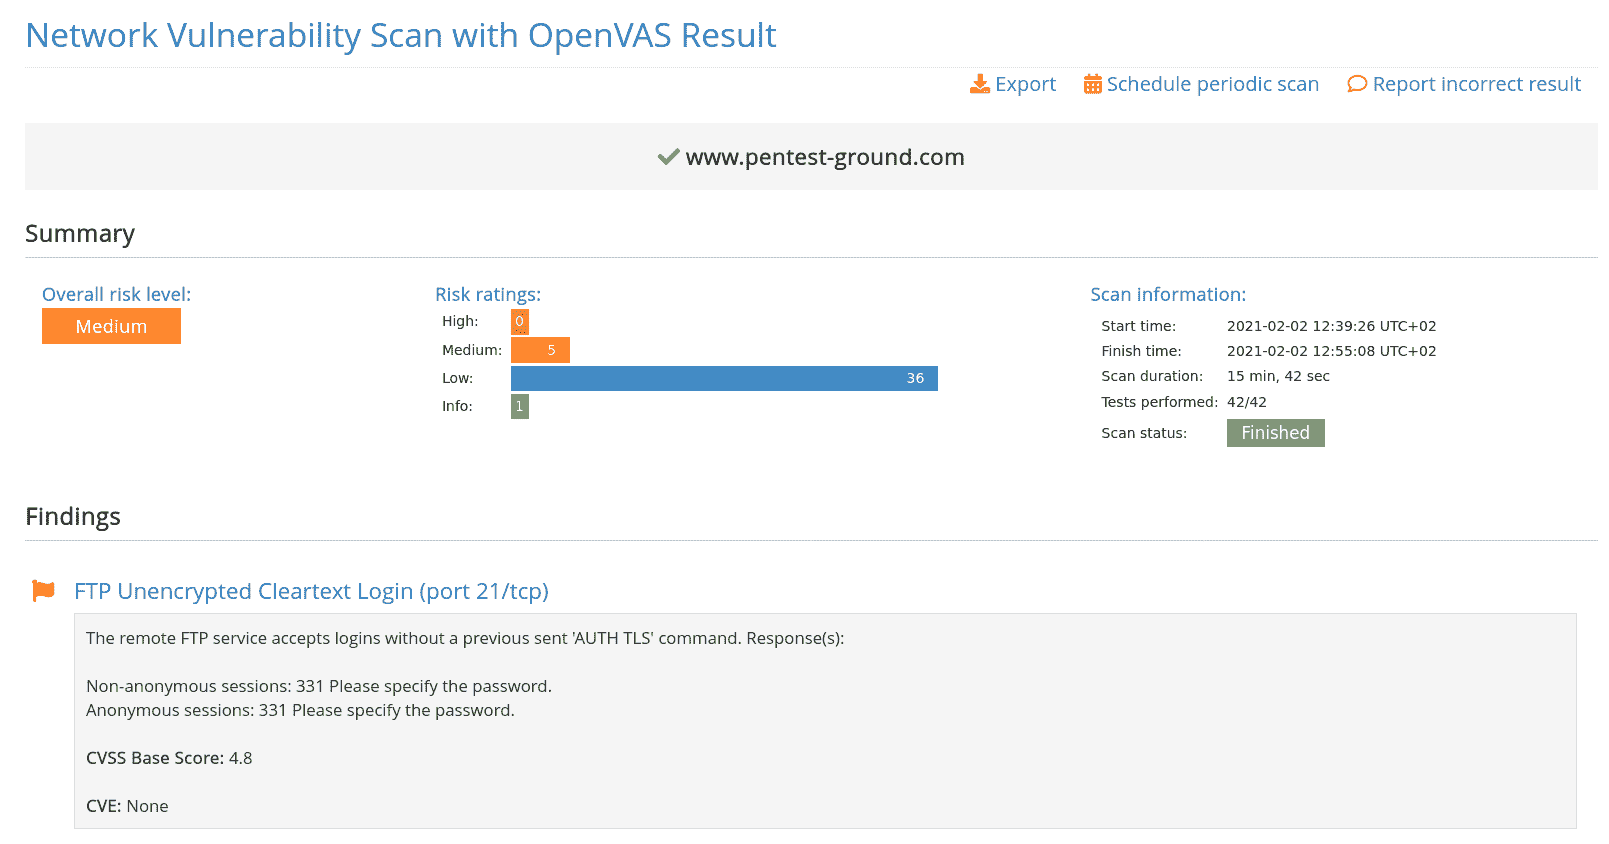 Network Vulnerability Scan with OpenVAS Result
Export Schedule periodic scan Report incorrect result
www.pentest-ground.com
Summary
Overall risk level:
Medium
Risk ratings:
High: 0
Medium: 5
Low: 36
Info: 1
Scan information:
Start time: 2021-02-02 12:39:26 UTC+02
Finish time: 2021-02-02 12:55:08 UTC+02
Scan duration: 15 min, 42 sec
Tests performed: 42/42
Scan status: Finished
Findings
FTP Unencrypted Cleartext Login (port 21/tcp)
The remote FTP service accepts logins without a previous sent 'AUTH TLS' command. Response(s):
Non-anonymous sessions: 331 Please specify the password.
Anonymous sessions: 331 Please specify the password.
CVSS Base Score: 4.8
CVE: None